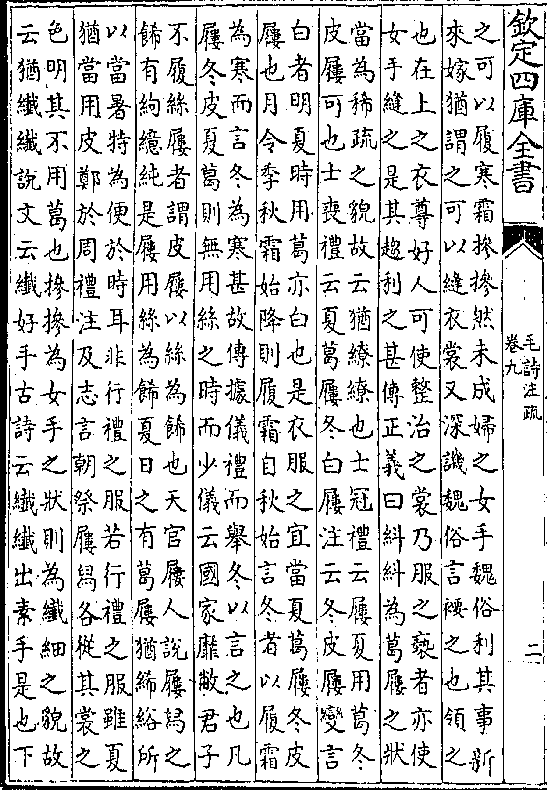 欽定四庫全書
毛詩注疏
卷九
二
之可以履寒霜摻摻然未成婦之女手魏俗利其事新
來嫁猶謂之可以縫衣裳又深譏魏俗言䙅之也領之
也在上之衣尊好人可使整治之裳乃服之褻者亦使
女手縫之是其趨利之甚傳正義曰糾糾為葛屨之狀
當為稀疏之貌故云猶繚繚也士冠禮云屨夏用葛冬
皮屨可也士喪禮云夏葛屨冬白屨注云冬皮屨變言
白者明夏時用葛亦白也是衣服之宜當夏葛屨冬皮
屨也月令季秋霜始降則履霜自秋始言冬者以履霜
為寒而言冬為寒甚故傳據儀禮而舉冬以言之也凡
屨冬皮夏葛則無用絲之時而少儀云國家靡敝君子
不履絲屨者謂皮屨以絲為飾也天官屨人說屨舄之
飾有絇繶純是屨用絲為飾夏日之有葛屨猶絺綌所
以當暑特為便於時耳非行禮之服若行禮之服雖夏
猶當用皮鄭於周禮注及志言朝祭屨舄各從其裳之
色明其不用葛也摻摻為女手之狀則為纖細之貌故
云猶纖纖說文云纖好手古詩云纖纖出素手是也下